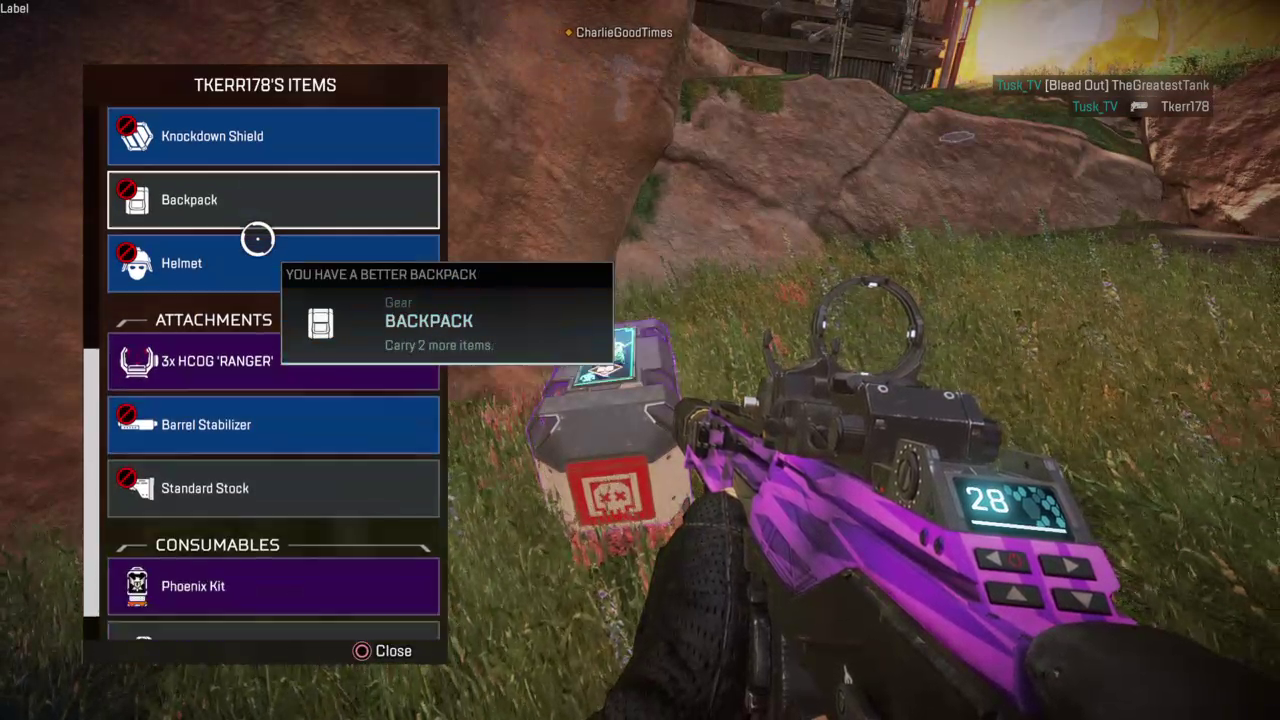 Label
CharlieGoodTimes
TKERR178'S ITEMS
Tusk_TV [Bleed Out] TheGreatestTank
Tusk_TV Tkerr178
Knockdown Shield
Backpack
Helmet
YOU HAVE A BETTER BACKPACK
Gear
BACKPACK
Carry 2 more items.
ATTACHMENTS
3x HCOG 'RANGER'
Barrel Stabilizer
Standard Stock
CONSUMABLES
Phoenix Kit
Close
28